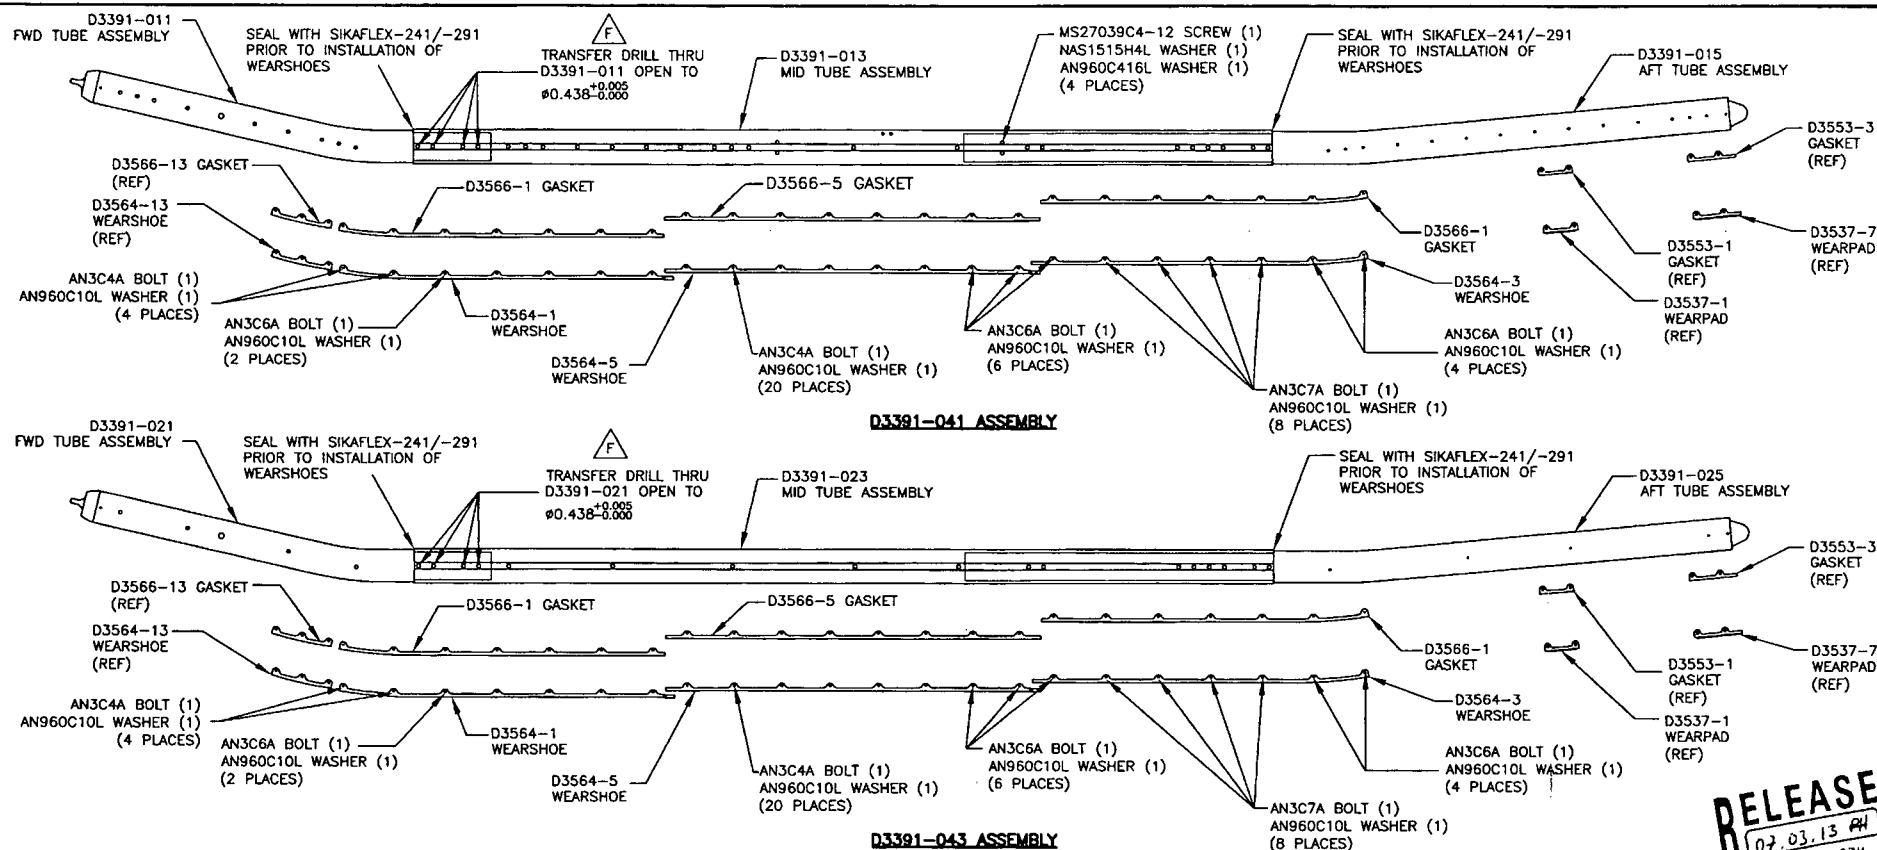 D3391-011
FWD TUBE ASSEMBLY
SEAL WITH SIKAFLEX-241/-291
PRIOR TO INSTALLATION OF
WEARSHOES
F
TRANSFER DRILL THRU
D3391-011 OPEN TO
ø0.438+0.005-0.000
D3391-013
MID TUBE ASSEMBLY
MS27039C4-12 SCREW (1)
NAS1515H4L WASHER (1)
AN960C416L WASHER (1)
(4 PLACES)
SEAL WITH SIKAFLEX-241/-291
PRIOR TO INSTALLATION OF
WEARSHOES
D3391-015
AFT TUBE ASSEMBLY
D3553-3
GASKET
(REF)
D3566-13 GASKET
(REF)
D3566-1 GASKET
D3566-5 GASKET
D3564-13
WEARSHOE
(REF)
D3566-1
GASKET
D3553-1
GASKET
(REF)
D3537-7
WEARPAD
(REF)
AN3C4A BOLT (1)
AN960C10L WASHER (1)
(4 PLACES)
AN3C6A BOLT (1)
AN960C10L WASHER (1)
(2 PLACES)
D3564-1
WEARSHOE
D3564-5
WEARSHOE
AN3C4A BOLT (1)
AN960C10L WASHER (1)
(20 PLACES)
AN3C6A BOLT (1)
AN960C10L WASHER (1)
(6 PLACES)
D3564-3
WEARSHOE
D3537-1
WEARPAD
(REF)
AN3C6A BOLT (1)
AN960C10L WASHER (1)
(4 PLACES)
AN3C7A BOLT (1)
AN960C10L WASHER (1)
(8 PLACES)
D3391-041 ASSEMBLY
D3391-021
FWD TUBE ASSEMBLY
SEAL WITH SIKAFLEX-241/-291
PRIOR TO INSTALLATION OF
WEARSHOES
F
TRANSFER DRILL THRU
D3391-021 OPEN TO
ø0.438+0.005-0.000
D3391-023
MID TUBE ASSEMBLY
SEAL WITH SIKAFLEX-241/-291
PRIOR TO INSTALLATION OF
WEARSHOES
D3391-025
AFT TUBE ASSEMBLY
D3553-3
GASKET
(REF)
D3566-13 GASKET
(REF)
D3566-1 GASKET
D3566-5 GASKET
D3564-13
WEARSHOE
(REF)
D3566-1
GASKET
D3553-1
GASKET
(REF)
D3537-7
WEARPAD
(REF)
AN3C4A BOLT (1)
AN960C10L WASHER (1)
(4 PLACES)
AN3C6A BOLT (1)
AN960C10L WASHER (1)
(2 PLACES)
D3564-1
WEARSHOE
D3564-5
WEARSHOE
AN3C4A BOLT (1)
AN960C10L WASHER (1)
(20 PLACES)
AN3C6A BOLT (1)
AN960C10L WASHER (1)
(6 PLACES)
D3564-3
WEARSHOE
D3537-1
WEARPAD
(REF)
AN3C6A BOLT (1)
AN960C10L WASHER (1)
(4 PLACES)
AN3C7A BOLT (1)
AN960C10L WASHER (1)
(8 PLACES)
D3391-043 ASSEMBLY
RELEASE
07.03.13